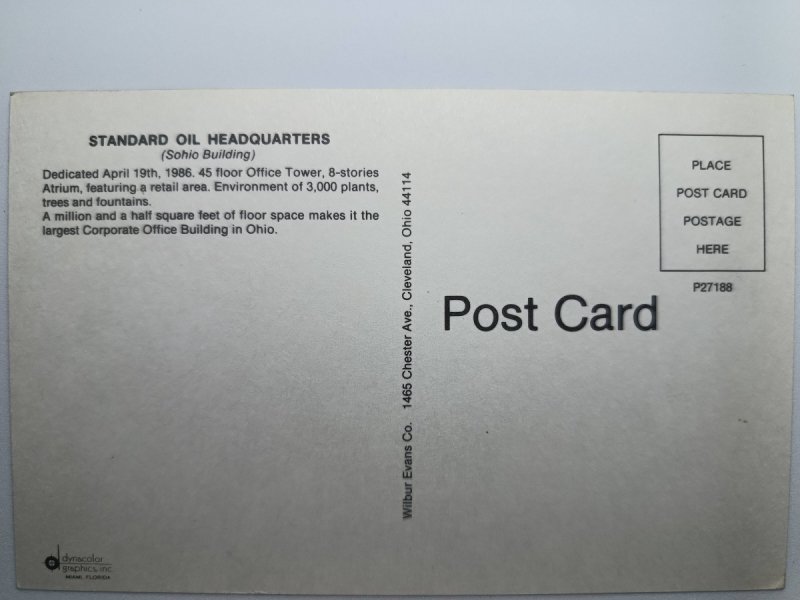 STANDARD OIL HEADQUARTERS
(Sohio Building)
Dedicated April 19th, 1986. 45 floor Office Tower, 8-stories
Atrium, featuring a retail area. Environment of 3,000 plants,
trees and fountains.
A million and a half square feet of floor space makes it the
largest Corporate Office Building in Ohio.
Wilbur Evans Co. 1465 Chester Ave., Cleveland, Ohio 44114
PLACE
POST CARD
POSTAGE
HERE
P27188
Post Card
dynacolor
graphics, inc.
MIAMI, FLORIDA